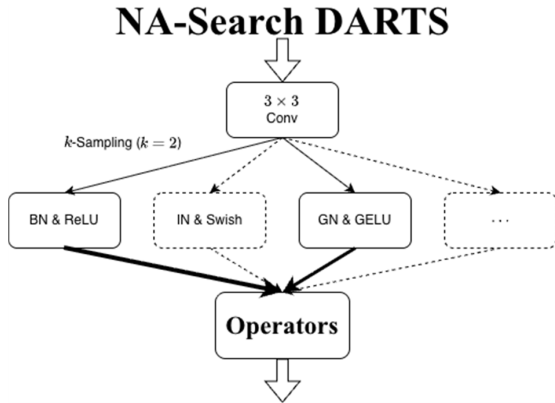 NA-Search DARTS
3 × 3
Conv
k-Sampling (k = 2)
BN & ReLU
IN & Swish
GN & GELU
...
Operators